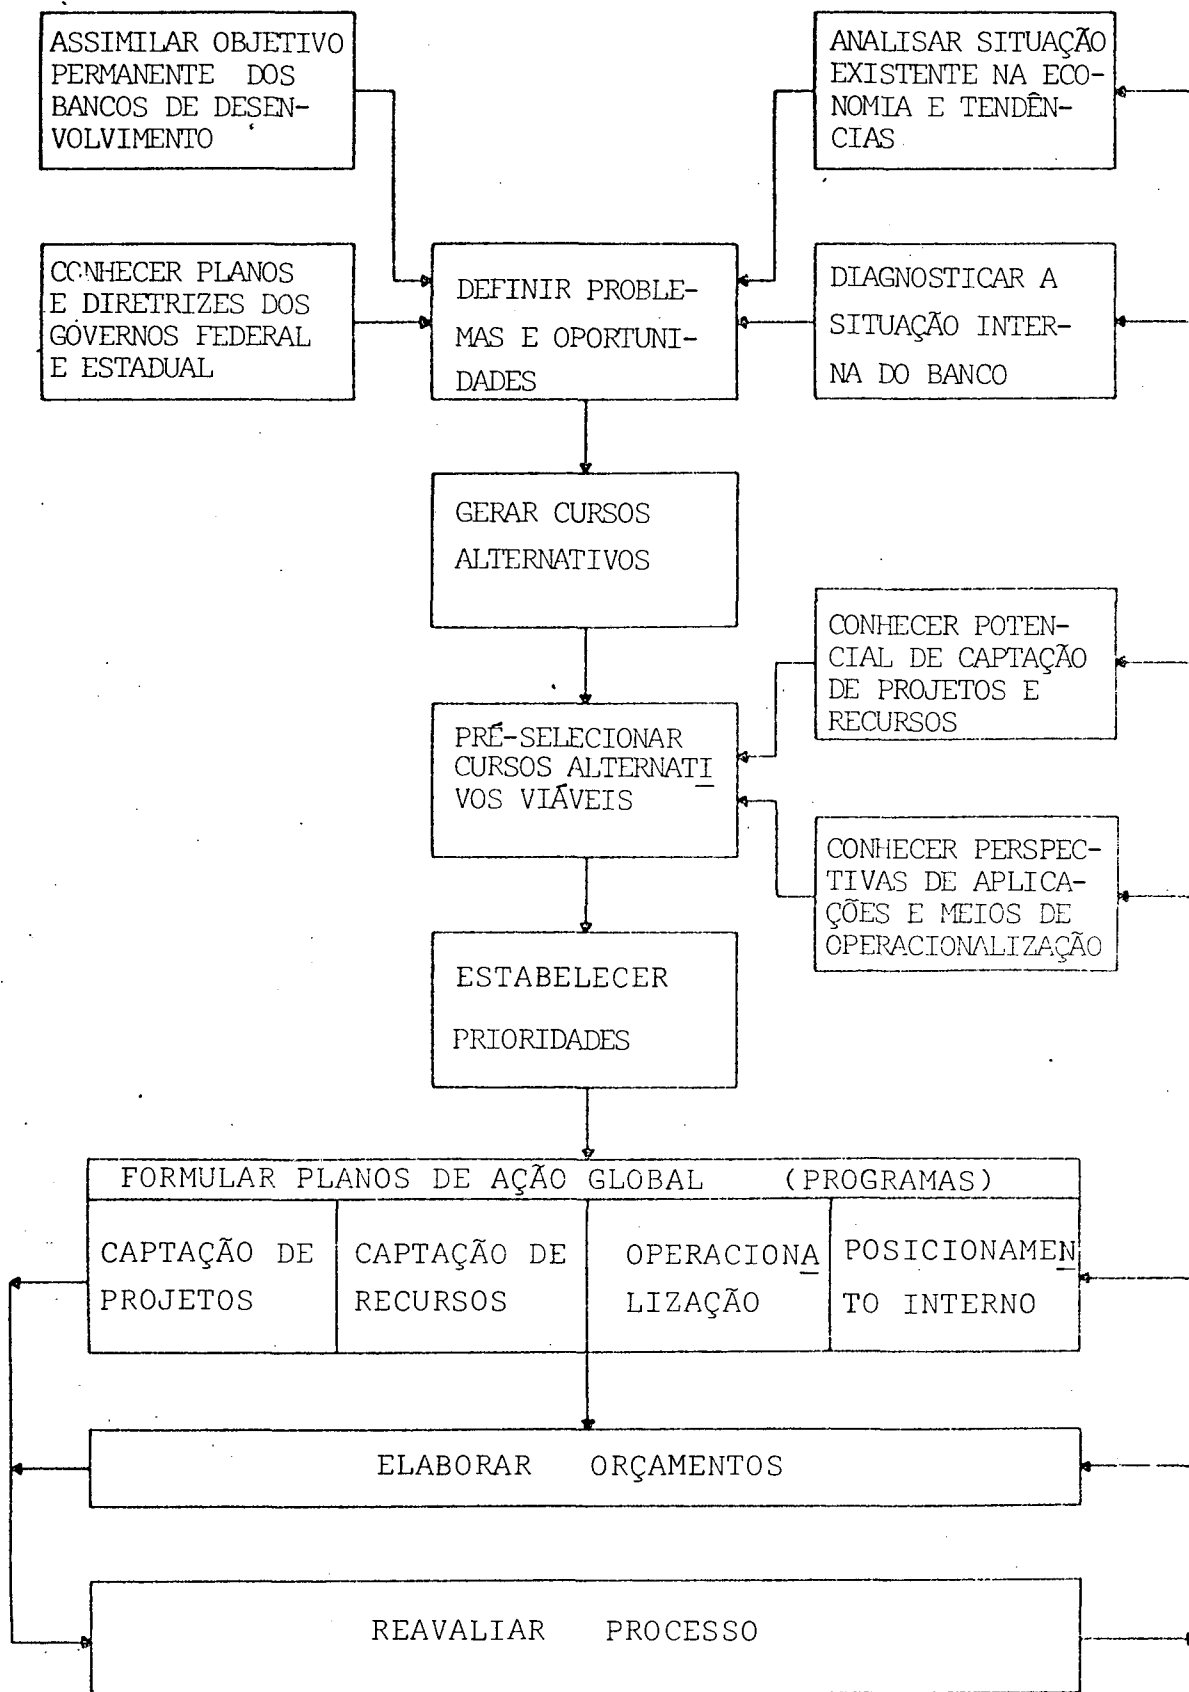 ASSIMILAR OBJETIVO
PERMANENTE DOS
BANCOS DE DESEN-
VOLVIMENTO
ANALISAR SITUAÇÃO
EXISTENTE NA ECO-
NOMIA E TENDÊN-
CIAS
CONHECER PLANOS
E DIRETRIZES DOS
GOVERNOS FEDERAL
E ESTADUAL
DEFINIR PROBLE-
MAS E OPORTUNI-
DADES
DIAGNOSTICAR A
SITUAÇÃO INTER-
NA DO BANCO
GERAR CURSOS
ALTERNATIVOS
CONHECER POTEN-
CIAL DE CAPTAÇÃO
DE PROJETOS E
RECURSOS
PRÉ-SELECIONAR
CURSOS ALTERNATI
VOS VIÁVEIS
CONHECER PERSPEC-
TIVAS DE APLICA-
ÇÕES E MEIOS DE
OPERACIONALIZAÇÃO
ESTABELECER
PRIORIDADES
FORMULAR PLANOS DE AÇÃO GLOBAL (PROGRAMAS)
CAPTAÇÃO DE
PROJETOS
CAPTAÇÃO DE
RECURSOS
OPERACIONA
LIZAÇÃO
POSICIONAMEN
TO INTERNO
ELABORAR ORÇAMENTOS
REAVALIAR PROCESSO